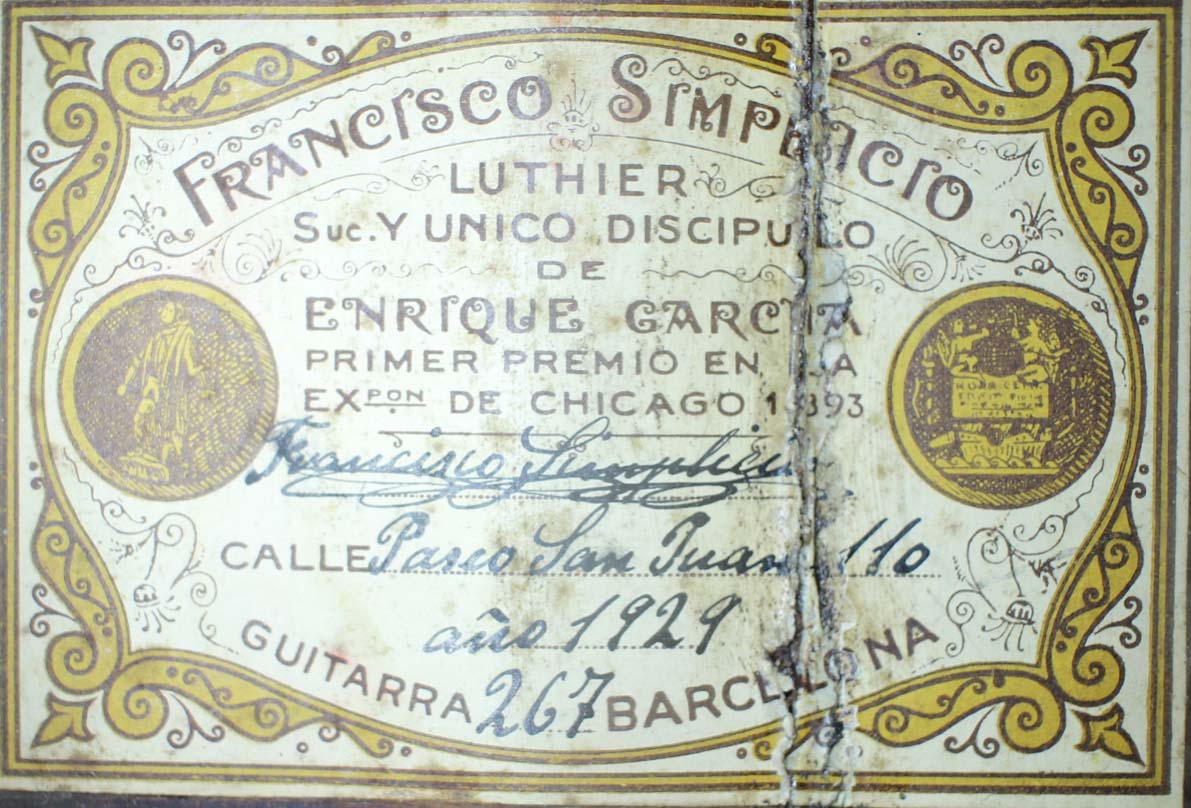 FRANCISCO SIMPLICIO
LUTHIER
SUC. Y UNICO DISCIPULO
DE
ENRIQUE GARCIA
PRIMER PREMIO EN LA
EXPON DE CHICAGO 1893
Francisco Simplicio
CALLE Paseo San Juan 110
año 1929
GUITARRA 267 BARCELONA